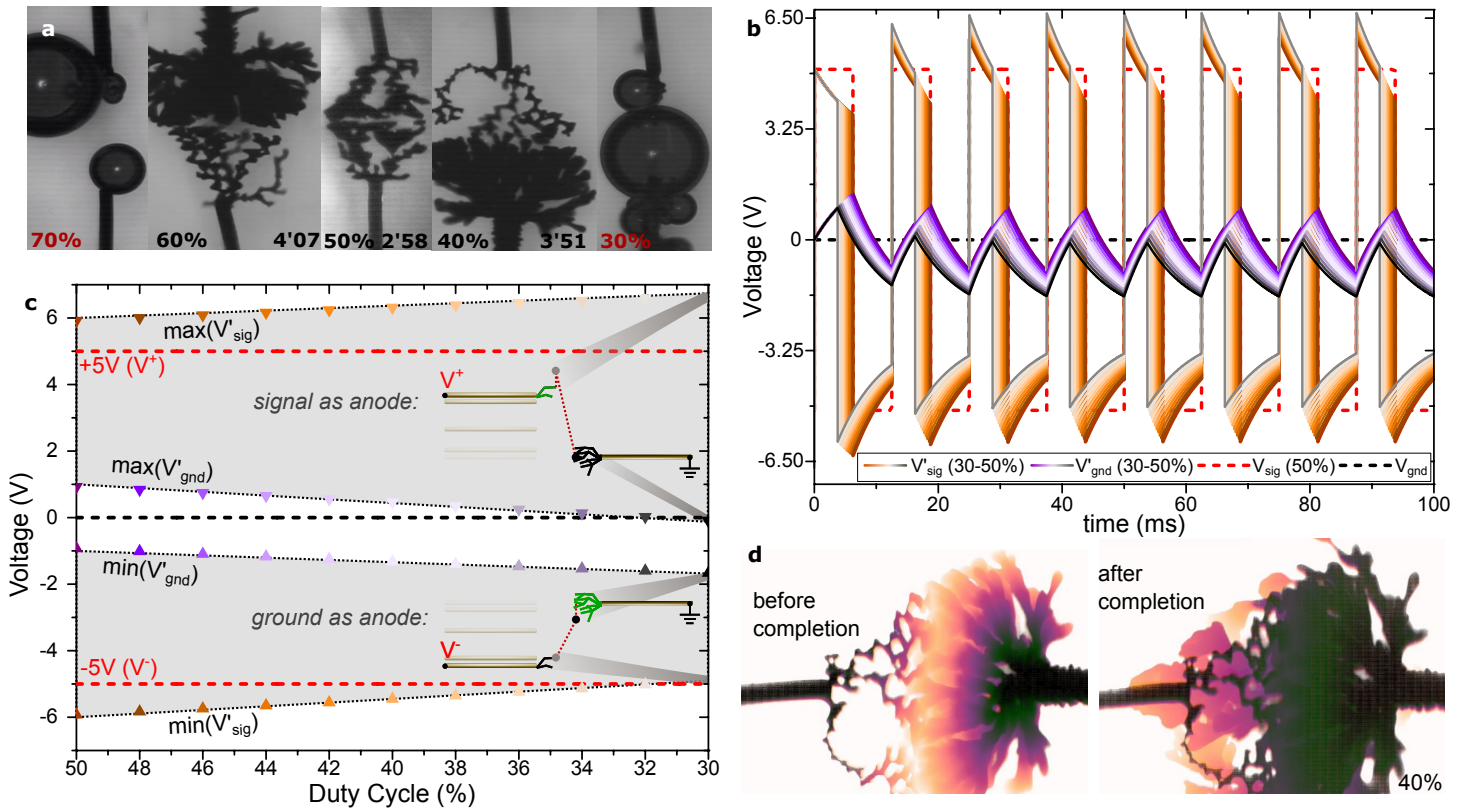 a
70%
60%
4'07
50% 2'58
40%
3'51
30%
b
6.50
3.25
0
-3.25
-6.50
Voltage (V)
V'sig (30-50%)
V'gnd (30-50%)
Vsig (50%)
Vgnd
0
20
40
60
80
100
time (ms)
c
6
4
2
0
-2
-4
-6
Voltage (V)
max(V'sig)
+5V (V+)
V+
signal as anode:
max(V'gnd)
min(V'gnd)
ground as anode:
V-
-5V (V-)
min(V'sig)
50
48
46
44
42
40
38
36
34
32
30
Duty Cycle (%)
d
before
completion
after
completion
40%